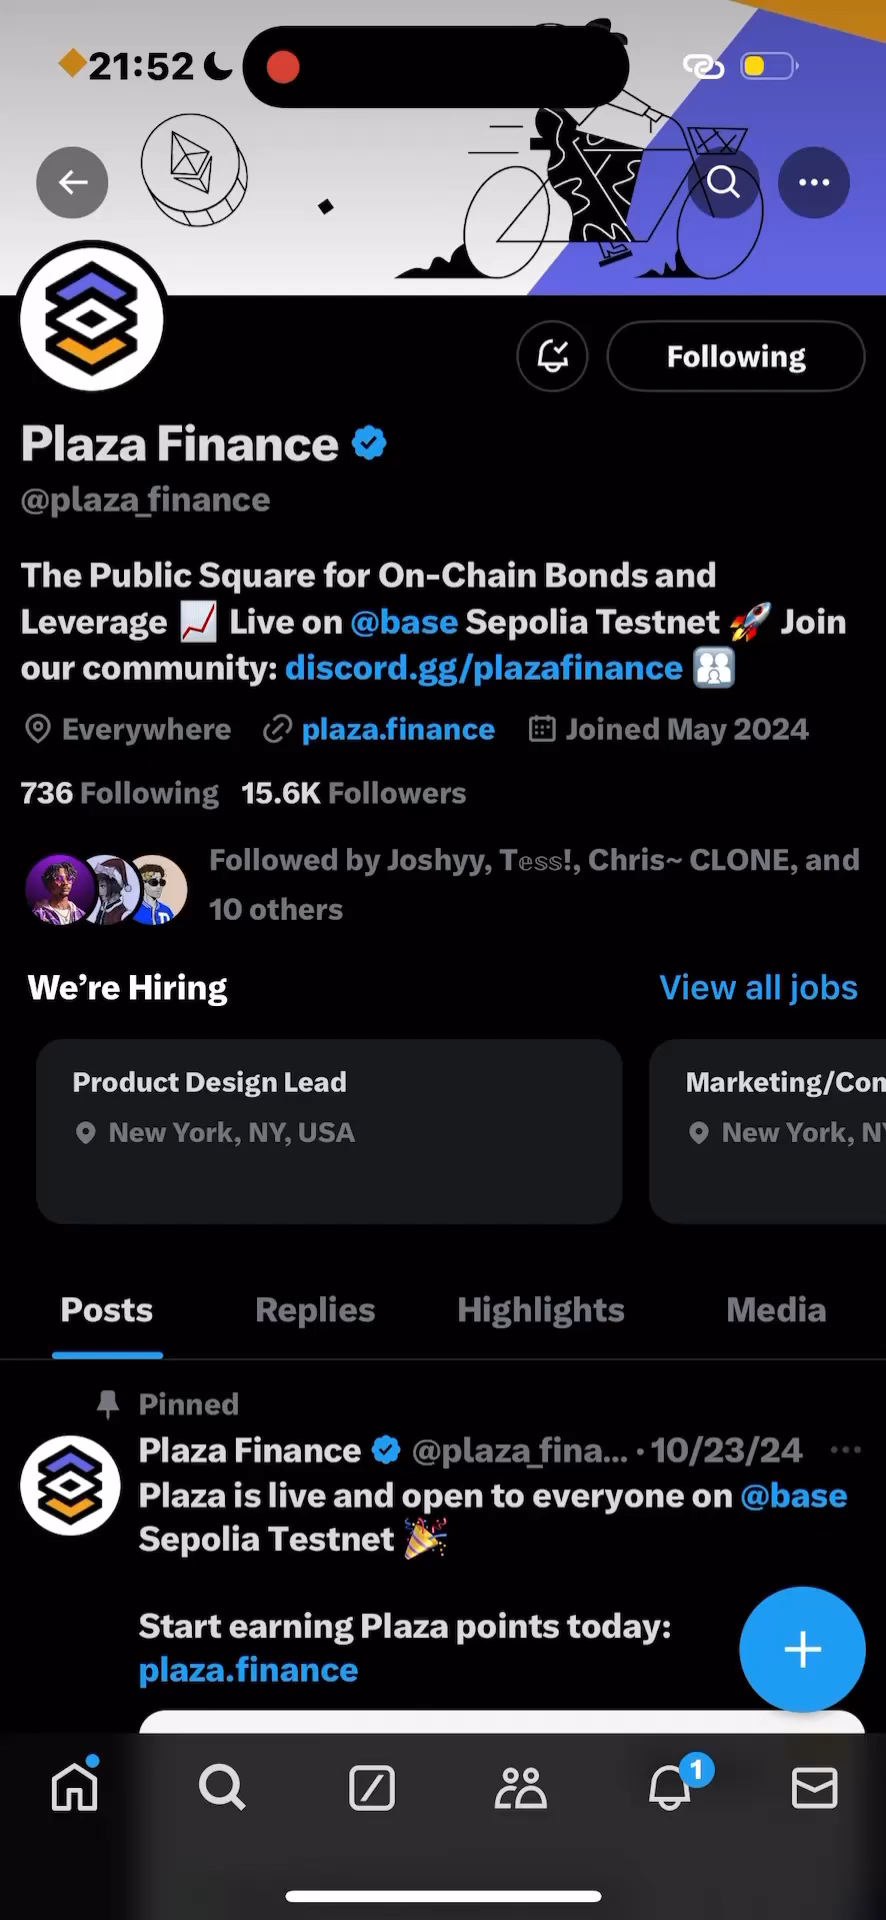 21:52
Following
Plaza Finance
@plaza_finance
The Public Square for On-Chain Bonds and
Leverage 📈 Live on @base Sepolia Testnet 🚀 Join
our community: discord.gg/plazafinance
Everywhere plaza.finance Joined May 2024
736 Following 15.6K Followers
Followed by Joshyy, T𝕖𝕤𝕤!, Chris~ CLONE, and
10 others
We're Hiring View all jobs
Product Design Lead
New York, NY, USA
Marketing/Con
New York, NY
Posts Replies Highlights Media
Pinned
Plaza Finance @plaza_fina... · 10/23/24
Plaza is live and open to everyone on @base
Sepolia Testnet 🎉
Start earning Plaza points today:
plaza.finance
1